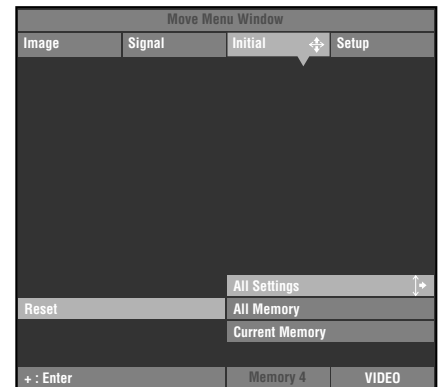 Move Menu Window
Image Signal Initial Setup
All Settings
Reset All Memory
Current Memory
+ : Enter Memory 4 VIDEO